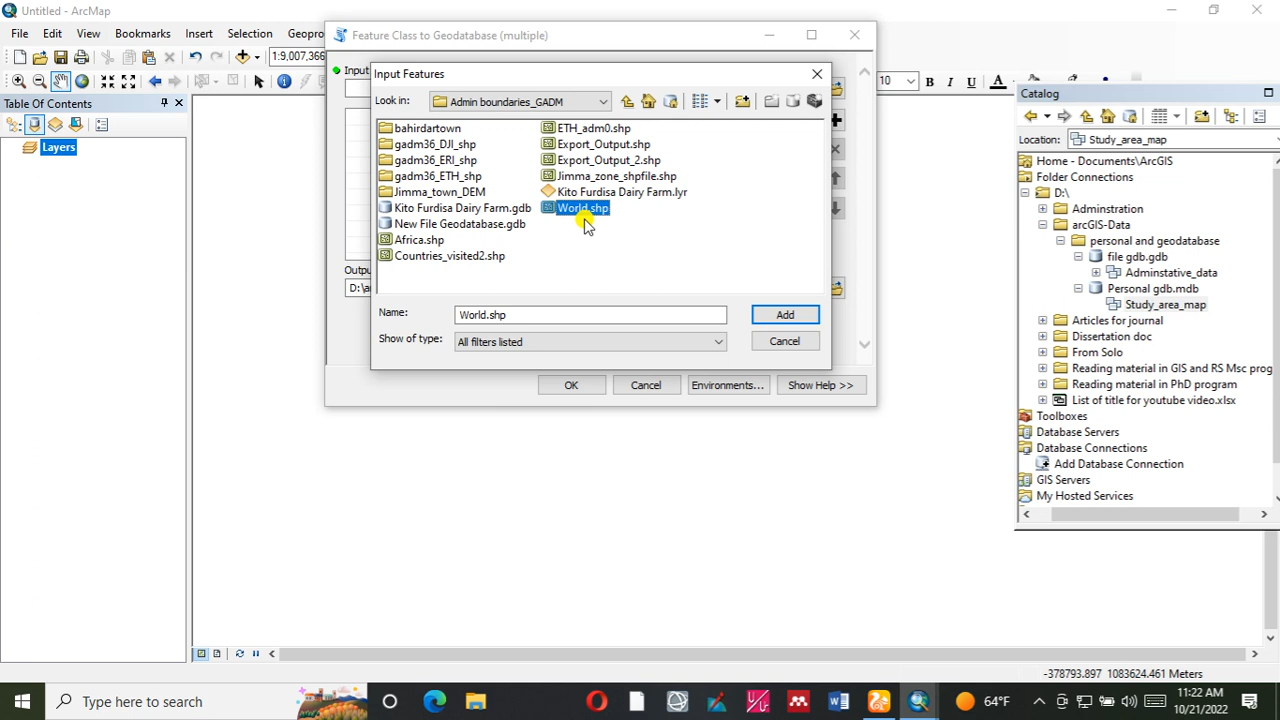 Untitled - ArcMap
File Edit View Bookmarks Insert Selection Geopro
1:9,007,366
10 B I U A
Table Of Contents
Layers
Feature Class to Geodatabase (multiple)
Input
Outpu
D:\a
OK Cancel Environments... Show Help >>
Input Features
Look in: Admin boundaries_GADM
bahirdartown
gadm36_DJI_shp
gadm36_ERI_shp
gadm36_ETH_shp
Jimma_town_DEM
Kito Furdisa Dairy Farm.gdb
New File Geodatabase.gdb
Africa.shp
Countries_visited2.shp
ETH_adm0.shp
Export_Output.shp
Export_Output_2.shp
Jimma_zone_shpfile.shp
Kito Furdisa Dairy Farm.lyr
World.shp
Name: World.shp Add
Show of type: All filters listed Cancel
Catalog
Location: Study_area_map
Home - Documents\ArcGIS
Folder Connections
D:\
Adminstration
arcGIS-Data
personal and geodatabase
file gdb.gdb
Adminstative_data
Personal gdb.mdb
Study_area_map
Articles for journal
Dissertation doc
From Solo
Reading material in GIS and RS Msc prog
Reading material in PhD program
List of title for youtube video.xlsx
Toolboxes
Database Servers
Database Connections
Add Database Connection
GIS Servers
My Hosted Services
-378793.897 1083624.461 Meters
Type here to search
64°F
11:22 AM
10/21/2022